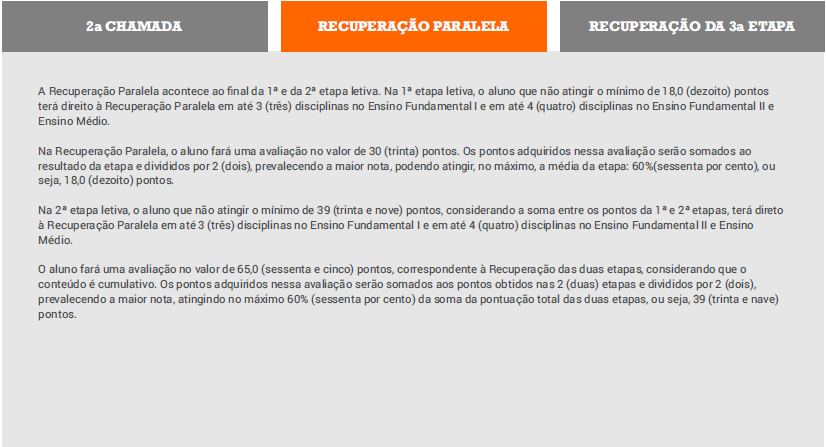 2a CHAMADA
RECUPERAÇÃO PARALELA
RECUPERAÇÃO DA 3a ETAPA
A Recuperação Paralela acontece ao final da 1ª e da 2ª etapa letiva. Na 1ª etapa letiva, o aluno que não atingir o mínimo de 18,0 (dezoito) pontos
terá direito à Recuperação Paralela em até 3 (três) disciplinas no Ensino Fundamental I e em até 4 (quatro) disciplinas no Ensino Fundamental II e
Ensino Médio.
Na Recuperação Paralela, o aluno fará uma avaliação no valor de 30 (trinta) pontos. Os pontos adquiridos nessa avaliação serão somados ao
resultado da etapa e divididos por 2 (dois), prevalecendo a maior nota, podendo atingir, no máximo, a média da etapa: 60%(sessenta por cento), ou
seja, 18,0 (dezoito) pontos.
Na 2ª etapa letiva, o aluno que não atingir o mínimo de 39 (trinta e nove) pontos, considerando a soma entre os pontos da 1ª e 2ª etapas, terá direto
à Recuperação Paralela em até 3 (três) disciplinas no Ensino Fundamental I e em até 4 (quatro) disciplinas no Ensino Fundamental II e Ensino
Médio.
O aluno fará uma avaliação no valor de 65,0 (sessenta e cinco) pontos, correspondente à Recuperação das duas etapas, considerando que o
conteúdo é cumulativo. Os pontos adquiridos nessa avaliação serão somados aos pontos obtidos nas 2 (duas) etapas e divididos por 2 (dois),
prevalecendo a maior nota, atingindo no máximo 60% (sessenta por cento) da soma da pontuação total das duas etapas, ou seja, 39 (trinta e nave)
pontos.